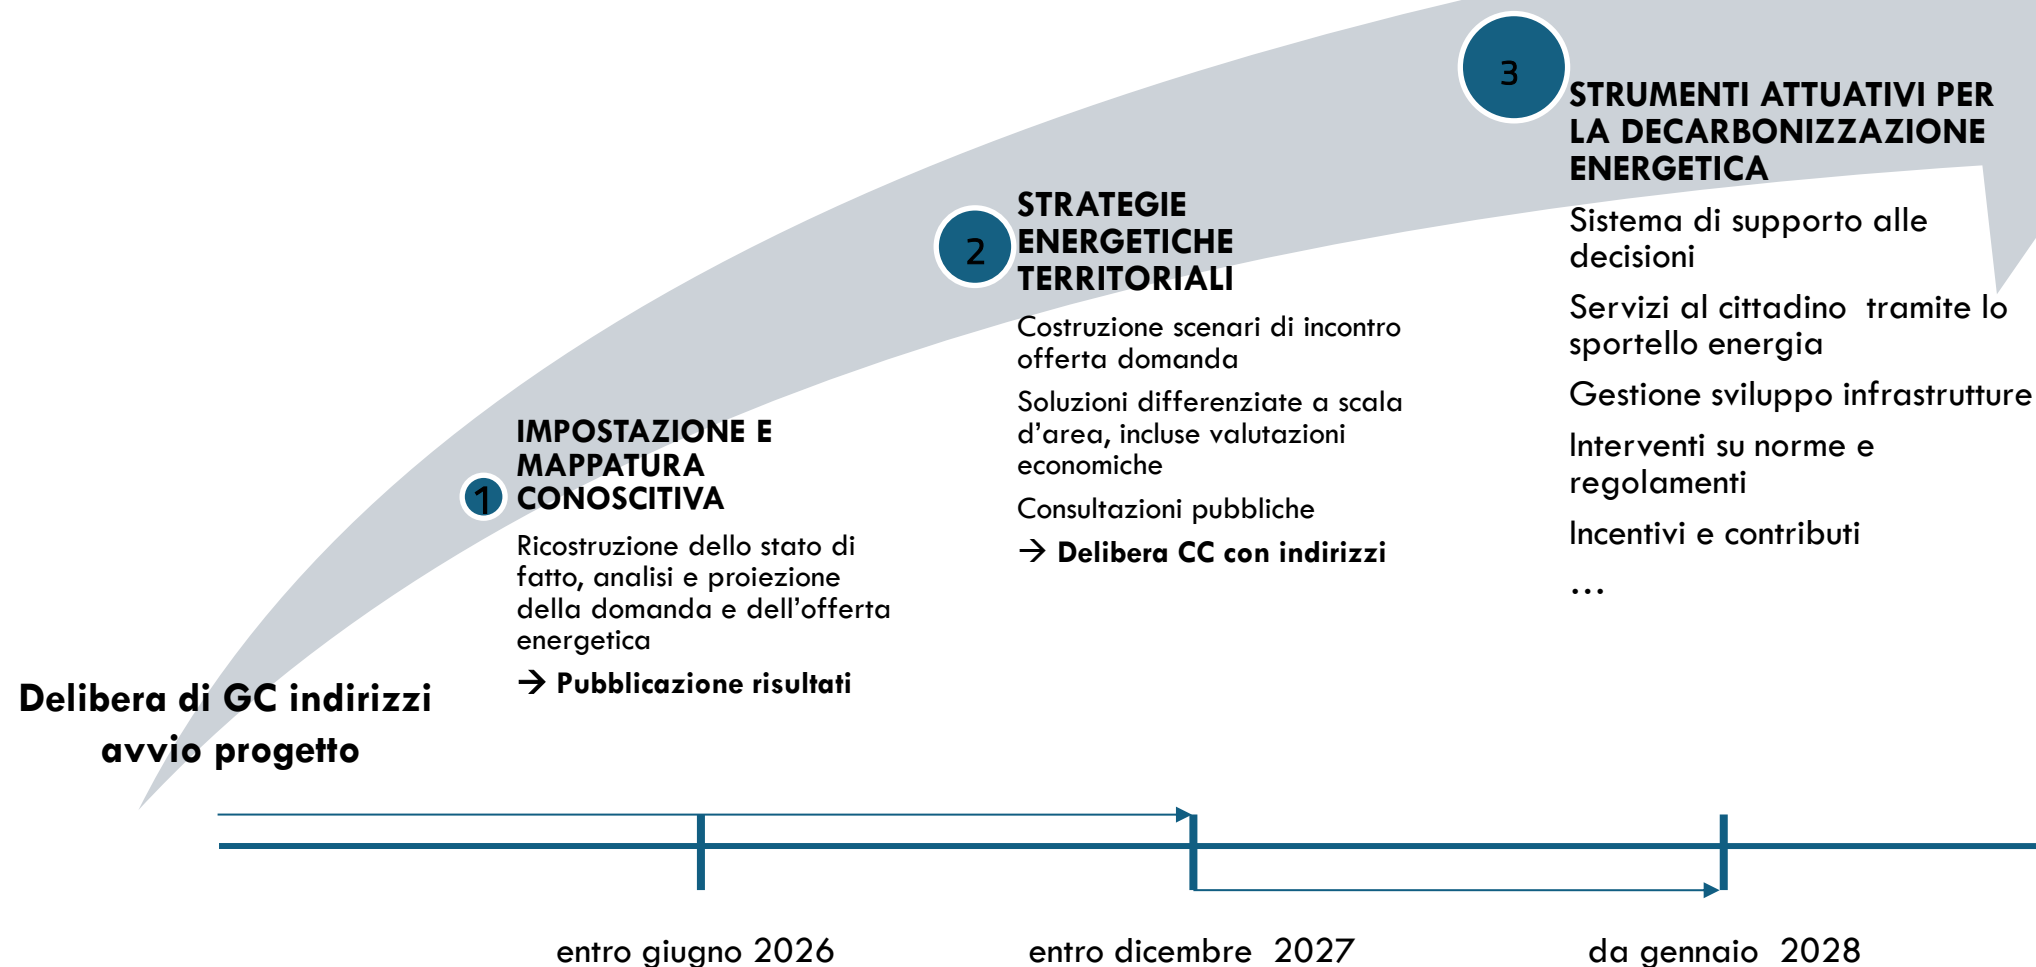 Delibera di GC indirizzi
avvio progetto
1
IMPOSTAZIONE E
MAPPATURA
CONOSCITIVA
Ricostruzione dello stato di
fatto, analisi e proiezione
della domanda e dell’offerta
energetica
→ Pubblicazione risultati
2
STRATEGIE
ENERGETICHE
TERRITORIALI
Costruzione scenari di incontro
offerta domanda
Soluzioni differenziate a scala
d’area, incluse valutazioni
economiche
Consultazioni pubbliche
→ Delibera CC con indirizzi
3
STRUMENTI ATTUATIVI PER
LA DECARBONIZZAZIONE
ENERGETICA
Sistema di supporto alle
decisioni
Servizi al cittadino  tramite lo
sportello energia
Gestione sviluppo infrastrutture
Interventi su norme e
regolamenti
Incentivi e contributi
…
entro giugno 2026
entro dicembre  2027
da gennaio  2028